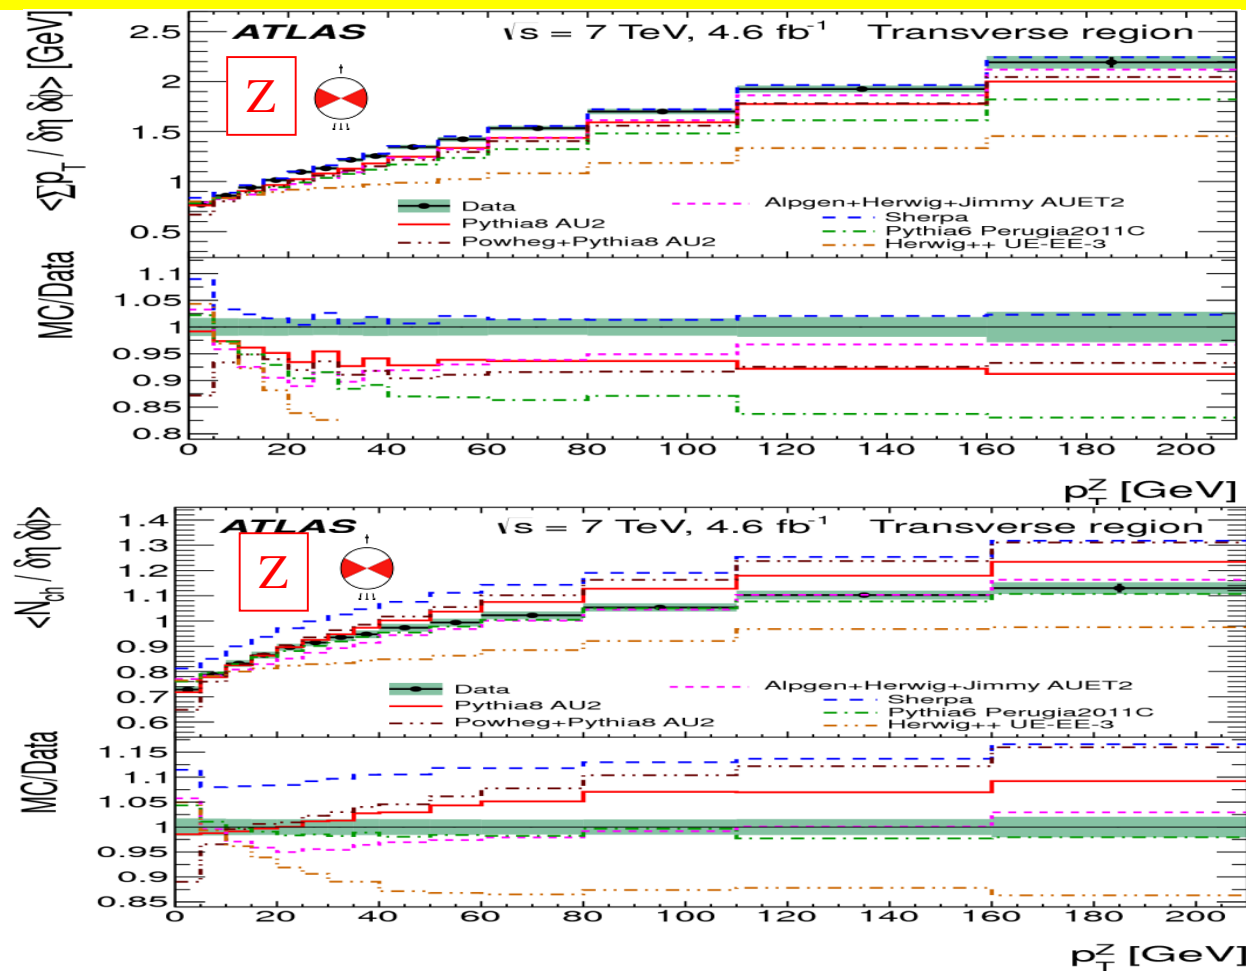 <Σp_T / δη δφ> [GeV]
2.5
2
1.5
1
0.5
ATLAS √s = 7 TeV, 4.6 fb⁻¹ Transverse region
Z
Data
Pythia8 AU2
Powheg+Pythia8 AU2
Alpgen+Herwig+Jimmy AUET2
Sherpa
Pythia6 Perugia2011C
Herwig++ UE-EE-3
MC/Data
1.1
1.05
1
0.95
0.9
0.85
0.8
0 20 40 60 80 100 120 140 160 180 200
p_T^Z [GeV]
<N_ch / δη δφ>
1.4
1.3
1.2
1.1
1
0.9
0.8
0.7
0.6
ATLAS √s = 7 TeV, 4.6 fb⁻¹ Transverse region
Z
Data
Pythia8 AU2
Powheg+Pythia8 AU2
Alpgen+Herwig+Jimmy AUET2
Sherpa
Pythia6 Perugia2011C
Herwig++ UE-EE-3
MC/Data
1.15
1.1
1.05
1
0.95
0.9
0.85
0 20 40 60 80 100 120 140 160 180 200
p_T^Z [GeV]